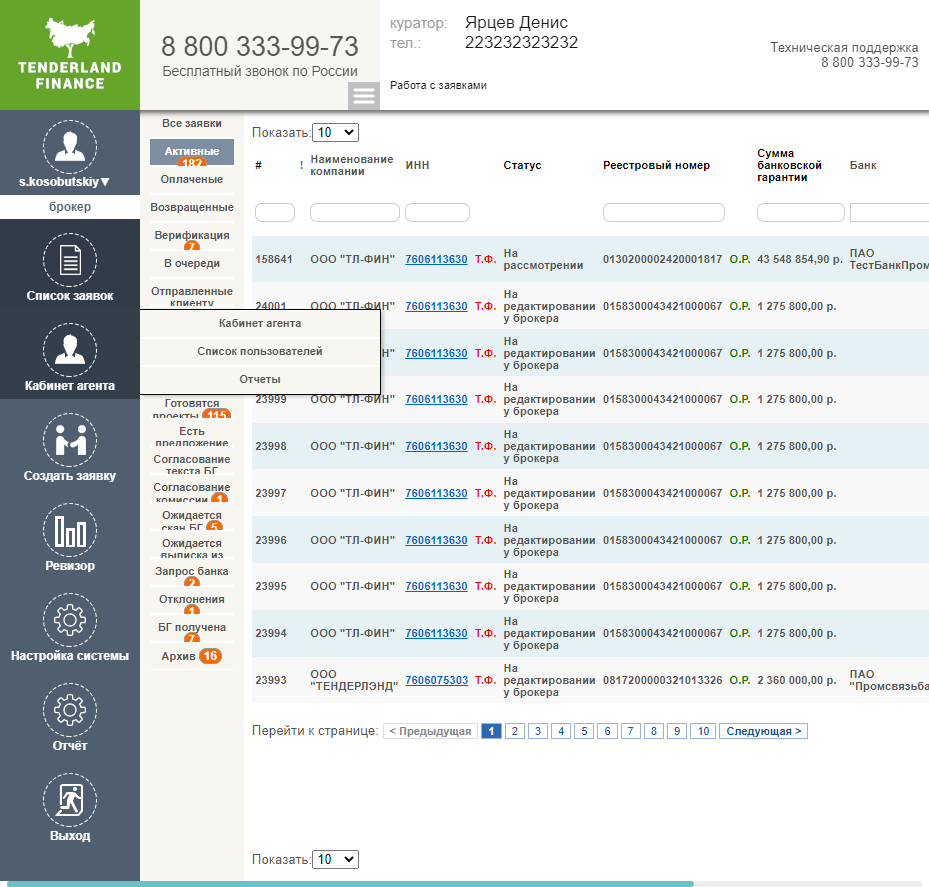 TENDERLAND
FINANCE
8 800 333-99-73
Бесплатный звонок по России
куратор: Ярцев Денис
тел.: 223232323232
Работа с заявками
Техническая поддержка
8 800 333-99-73
s.kosobutskiy▼
брокер
Список заявок
Кабинет агента
Создать заявку
Ревизор
Настройка системы
Отчёт
Выход
Все заявки
Активные
182
Оплаченые
Возвращенные
Верификация
7
В очереди
Отправленные
клиенту
Кабинет агента
Список пользователей
Отчеты
Готовятся
проекты 115
Есть
предложение
Согласование
текста БГ
Согласование
комиссии 1
Ожидается
скан БГ 5
Ожидается
выписка из
Запрос банка
2
Отклонения
1
БГ получена
7
Архив 16
Показать: 10
# ! Наименование компании ИНН Статус Реестровый номер Сумма банковской гарантии Банк
158641 ООО "ТЛ-ФИН" 7606113630 Т.Ф. На рассмотрении 0130200002420001817 О.Р. 43 548 854,90 р. ПАО ТестБанкПром
24001 ООО "ТЛ-ФИН" 7606113630 Т.Ф. На редактировании у брокера 0158300043421000067 О.Р. 1 275 800,00 р.
Н" 7606113630 Т.Ф. На редактировании у брокера 0158300043421000067 О.Р. 1 275 800,00 р.
23999 ООО "ТЛ-ФИН" 7606113630 Т.Ф. На редактировании у брокера 0158300043421000067 О.Р. 1 275 800,00 р.
23998 ООО "ТЛ-ФИН" 7606113630 Т.Ф. На редактировании у брокера 0158300043421000067 О.Р. 1 275 800,00 р.
23997 ООО "ТЛ-ФИН" 7606113630 Т.Ф. На редактировании у брокера 0158300043421000067 О.Р. 1 275 800,00 р.
23996 ООО "ТЛ-ФИН" 7606113630 Т.Ф. На редактировании у брокера 0158300043421000067 О.Р. 1 275 800,00 р.
23995 ООО "ТЛ-ФИН" 7606113630 Т.Ф. На редактировании у брокера 0158300043421000067 О.Р. 1 275 800,00 р.
23994 ООО "ТЛ-ФИН" 7606113630 Т.Ф. На редактировании у брокера 0158300043421000067 О.Р. 1 275 800,00 р.
23993 ООО "ТЕНДЕРЛЭНД" 7606075303 Т.Ф. На редактировании у брокера 0817200000321013326 О.Р. 2 360 000,00 р. ПАО "Промсвязьба
Перейти к странице: < Предыдущая 1 2 3 4 5 6 7 8 9 10 Следующая >
Показать: 10